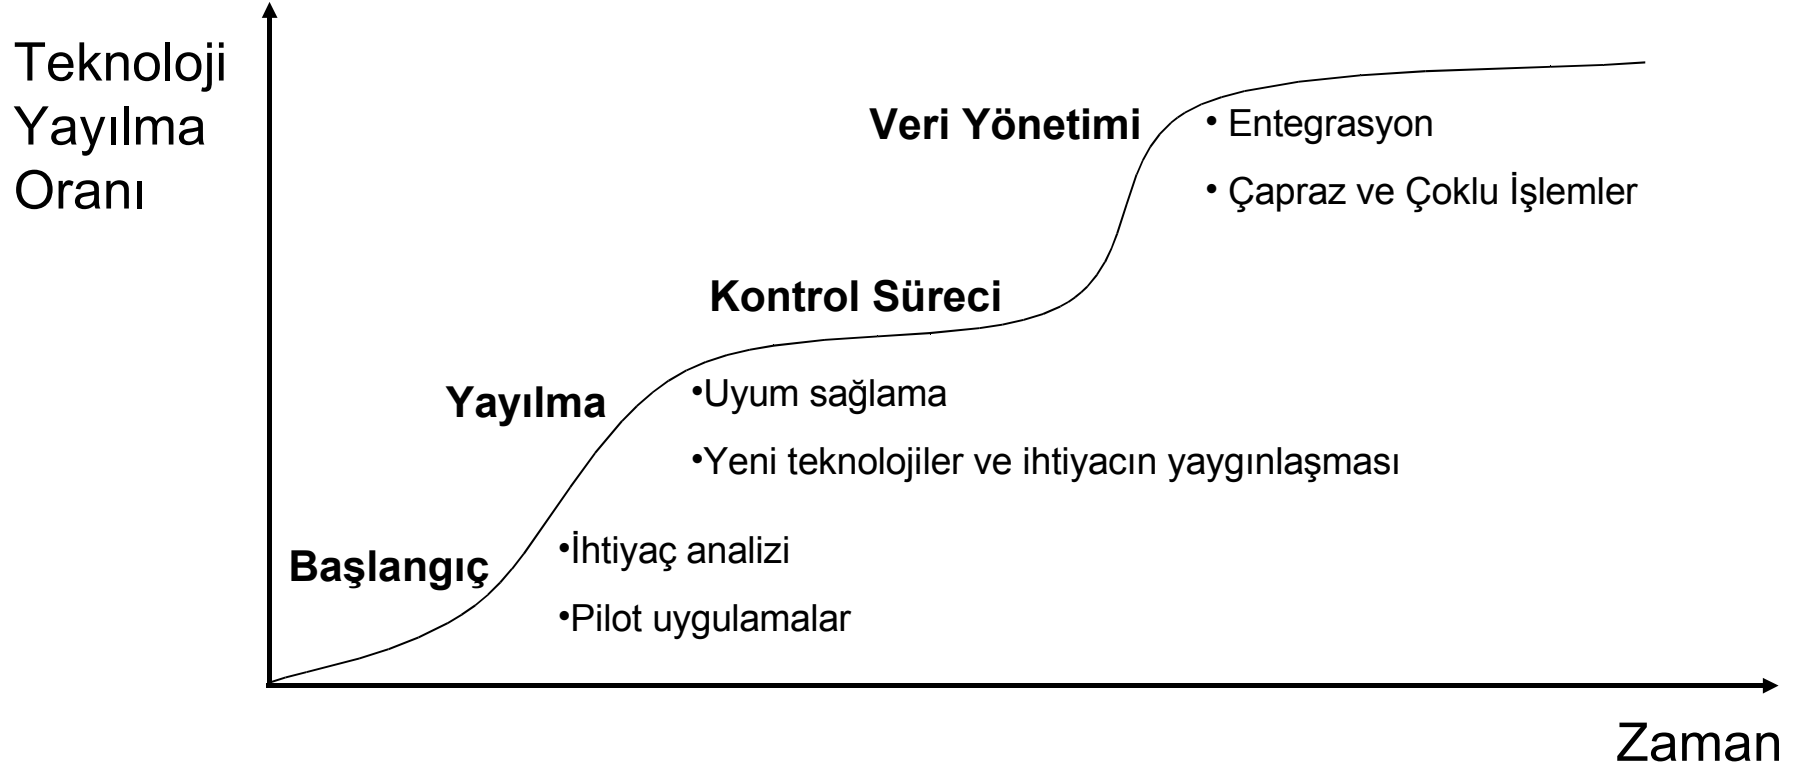 Teknoloji
Yayılma
Oranı
Veri Yönetimi
• Entegrasyon
• Çapraz ve Çoklu İşlemler
Kontrol Süreci
Yayılma
•Uyum sağlama
•Yeni teknolojiler ve ihtiyacın yaygınlaşması
Başlangıç
•İhtiyaç analizi
•Pilot uygulamalar
Zaman